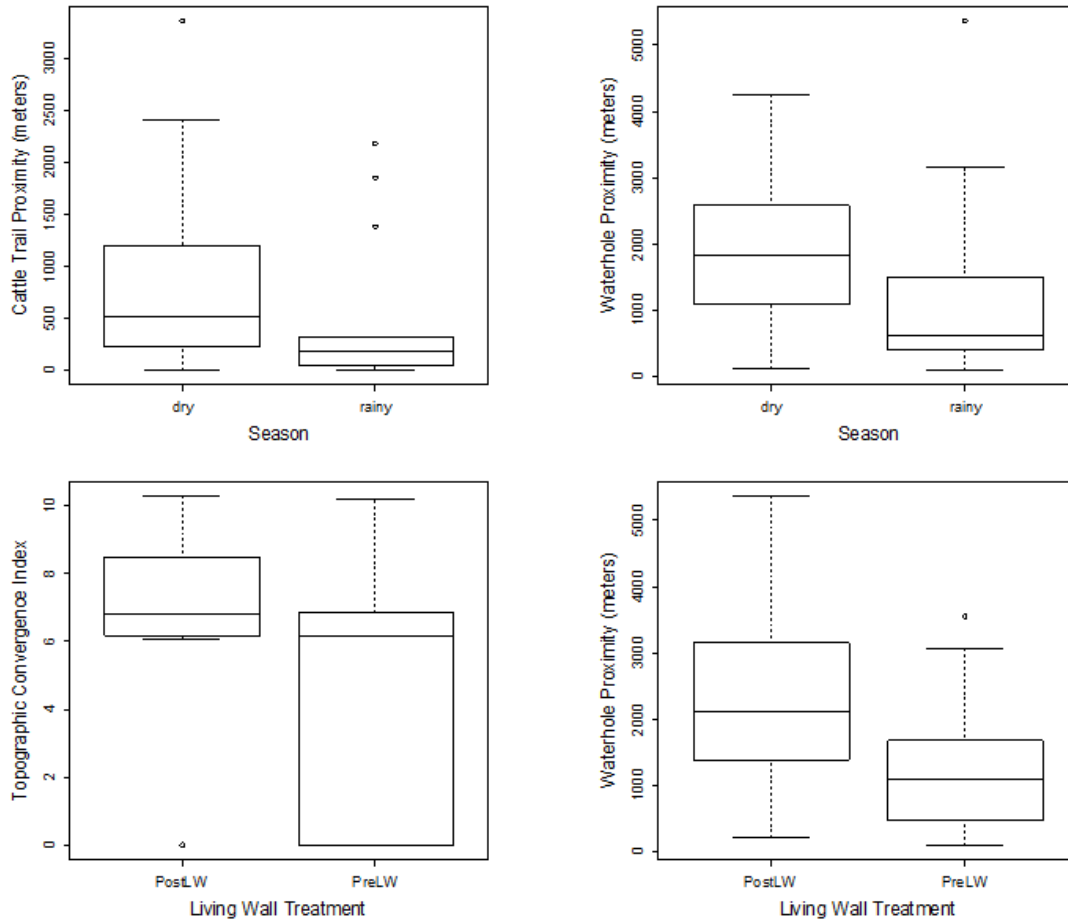 Cattle Trail Proximity (meters)
3000
2500
2000
1500
1000
500
0
dry rainy
Season
Waterhole Proximity (meters)
5000
4000
3000
2000
1000
0
dry rainy
Season
Topographic Convergence Index
10
8
6
4
2
0
PostLW PreLW
Living Wall Treatment
Waterhole Proximity (meters)
5000
4000
3000
2000
1000
0
PostLW PreLW
Living Wall Treatment